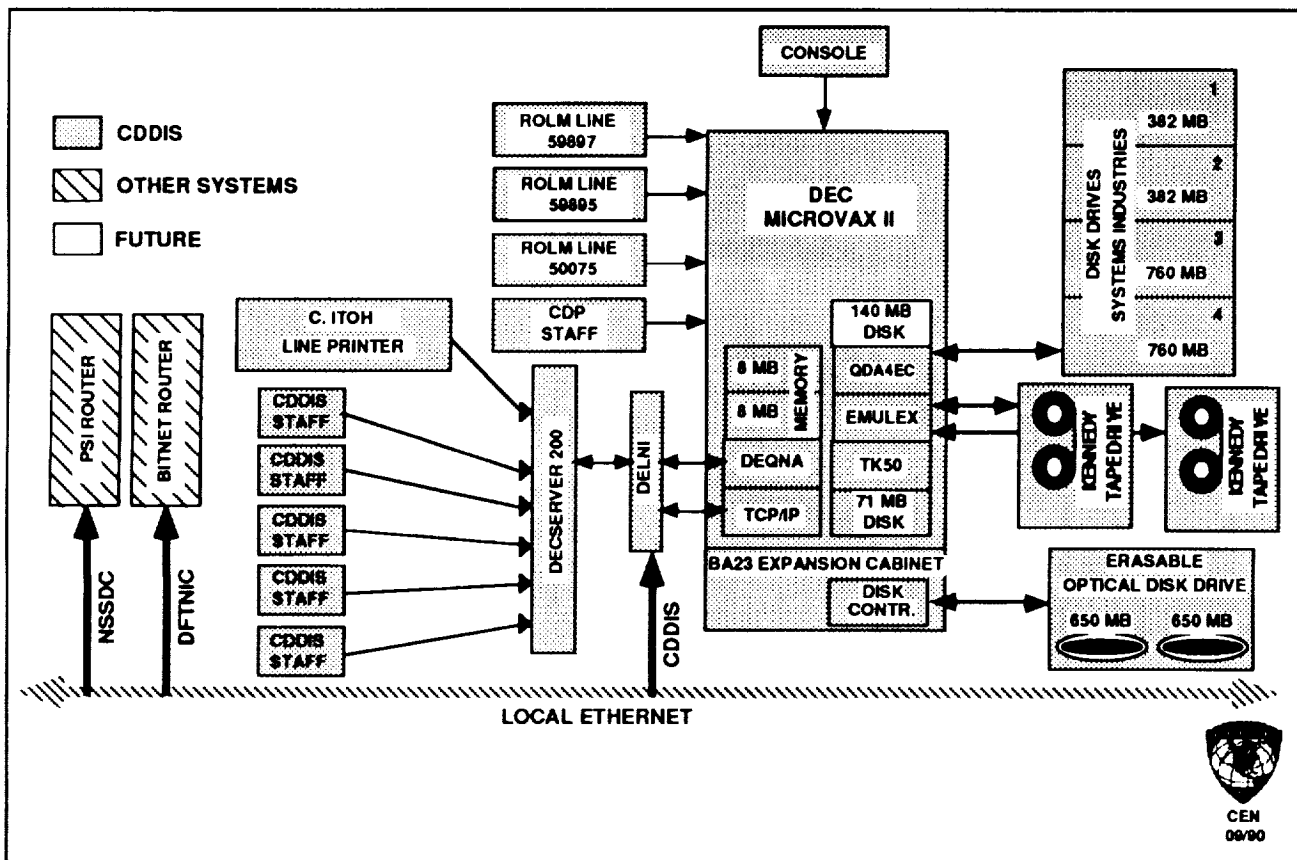 CONSOLE
CDDIS
OTHER SYSTEMS
FUTURE
ROLM LINE
59897
ROLM LINE
59895
ROLM LINE
50075
CDP
STAFF
DEC
MICROVAX II
140 MB
DISK
8 MB
8 MB
MEMORY
QDA4EC
EMULEX
DEQNA
TK50
TCP/IP
71 MB
DISK
BA23 EXPANSION CABINET
DISK
CONTR.
DISK DRIVES
SYSTEMS INDUSTRIES
1
382 MB
2
382 MB
3
760 MB
4
760 MB
KENNEDY
TAPEDRIVE
KENNEDY
TAPEDRIVE
ERASABLE
OPTICAL DISK DRIVE
650 MB
650 MB
PSI ROUTER
BITNET ROUTER
C. ITOH
LINE PRINTER
CDDIS
STAFF
CDDIS
STAFF
CDDIS
STAFF
CDDIS
STAFF
CDDIS
STAFF
DECSERVER 200
DELNI
NSSDC
DFTNIC
CDDIS
LOCAL ETHERNET
CEN
09/90